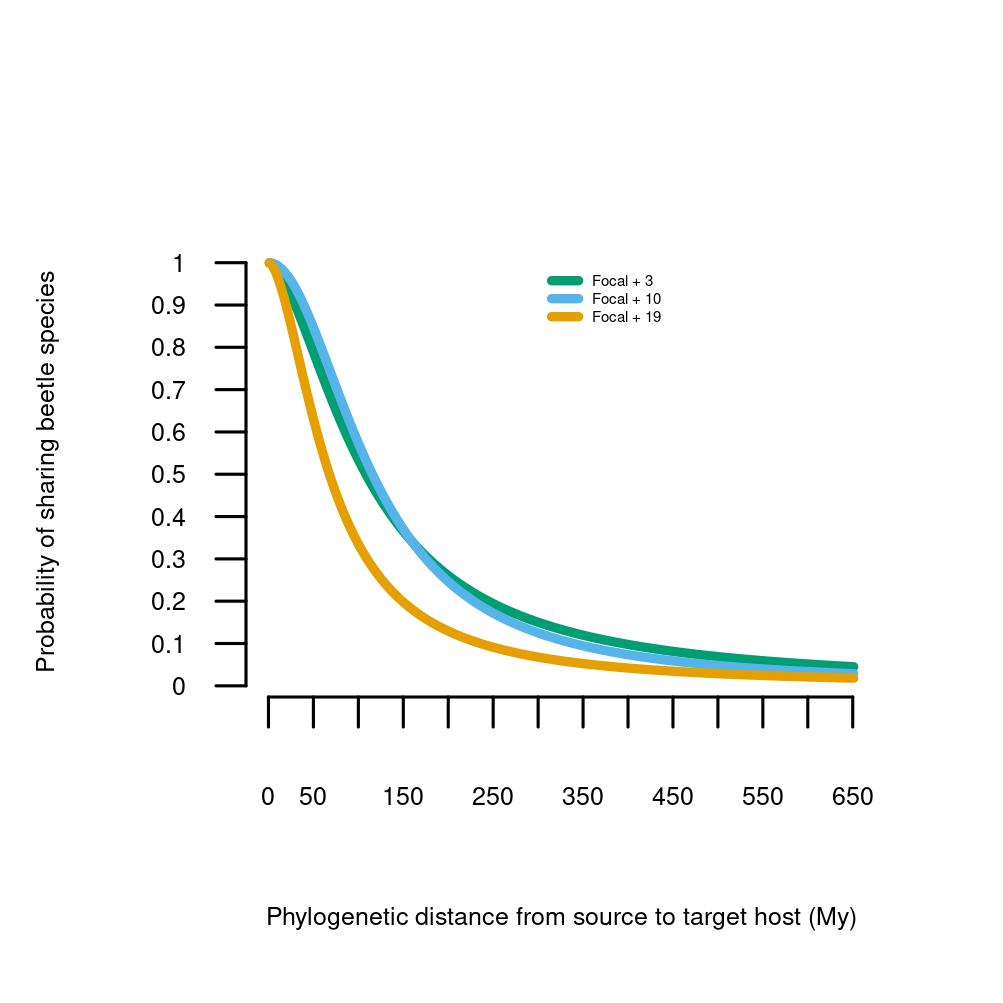 Probability of sharing beetle species
1
0.9
0.8
0.7
0.6
0.5
0.4
0.3
0.2
0.1
0
Focal + 3
Focal + 10
Focal + 19
0 50 150 250 350 450 550 650
Phylogenetic distance from source to target host (My)